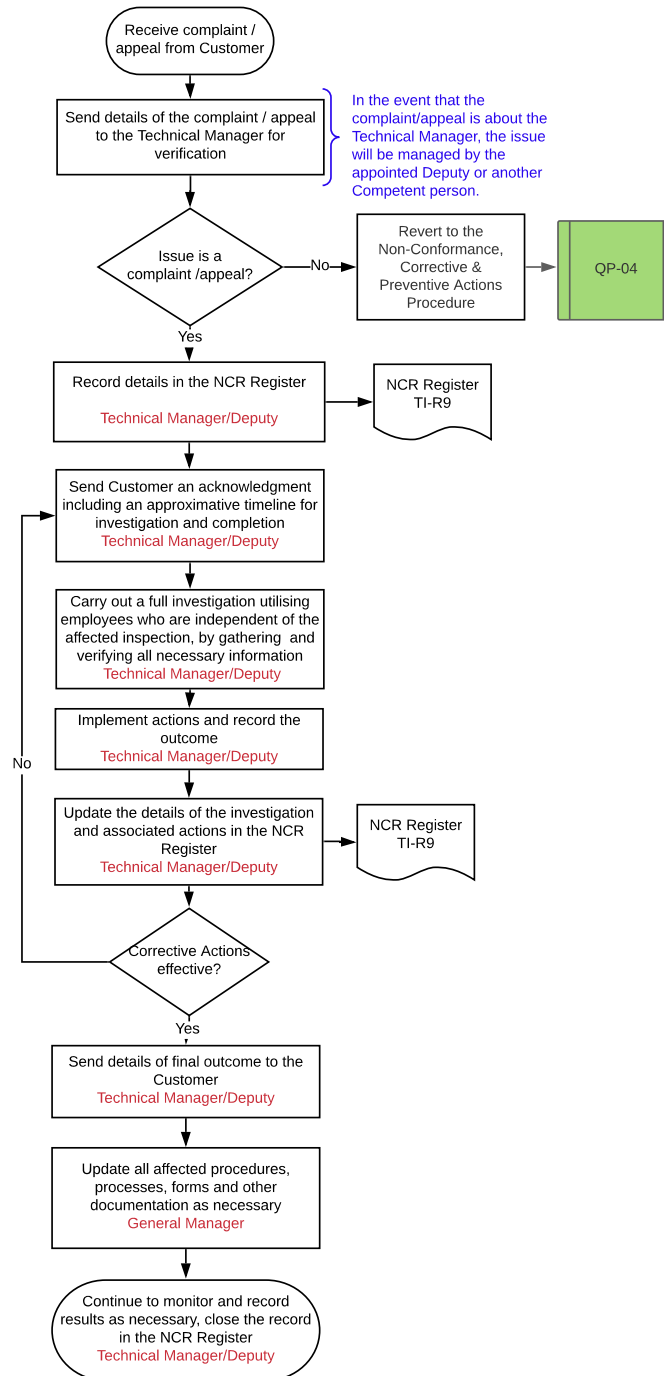 Receive complaint /
appeal from Customer
Send details of the complaint / appeal
to the Technical Manager for
verification
In the event that the
complaint/appeal is about the
Technical Manager, the issue
will be managed by the
appointed Deputy or another
Competent person.
Issue is a
complaint /appeal?
No
Revert to the
Non-Conformance,
Corrective &
Preventive Actions
Procedure
QP-04
Yes
Record details in the NCR Register
Technical Manager/Deputy
NCR Register
TI-R9
Send Customer an acknowledgment
including an approximative timeline for
investigation and completion
Technical Manager/Deputy
Carry out a full investigation utilising
employees who are independent of the
affected inspection, by gathering  and
verifying all necessary information
Technical Manager/Deputy
Implement actions and record the
outcome
Technical Manager/Deputy
No
Update the details of the investigation
and associated actions in the NCR
Register
Technical Manager/Deputy
NCR Register
TI-R9
Corrective Actions
effective?
Yes
Send details of final outcome to the
Customer
Technical Manager/Deputy
Update all affected procedures,
processes, forms and other
documentation as necessary
General Manager
Continue to monitor and record
results as necessary, close the record
in the NCR Register
Technical Manager/Deputy